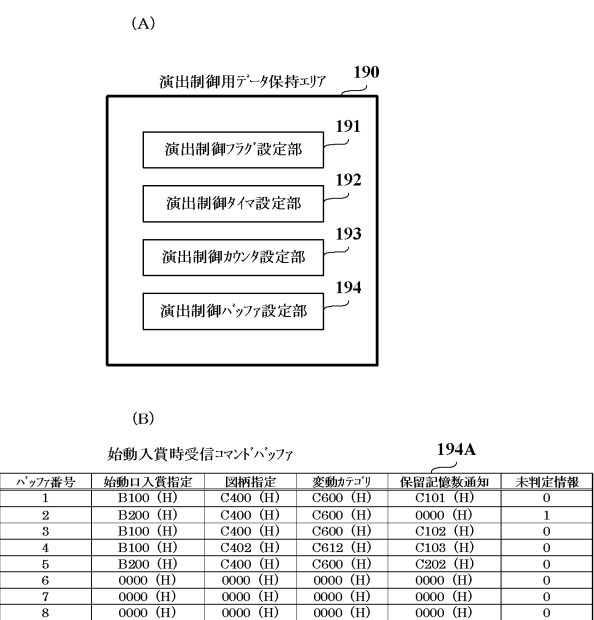 (A)
演出制御用ﾃﾞｰﾀ保持ｴﾘｱ 190
演出制御ﾌﾗｸﾞ設定部 191
演出制御ﾀｲﾏ設定部 192
演出制御ｶｳﾝﾀ設定部 193
演出制御ﾊﾞｯﾌｧ設定部 194
(B)
始動入賞時受信ｺﾏﾝﾄﾞﾊﾞｯﾌｧ 194A
ﾊﾞｯﾌｧ番号 始動口入賞指定 図柄指定 変動ｶﾃｺﾞﾘ 保留記憶数通知 未判定情報
1 B100 (H) C400 (H) C600 (H) C101 (H) 0
2 B200 (H) C400 (H) C600 (H) 0000 (H) 1
3 B100 (H) C400 (H) C600 (H) C102 (H) 0
4 B100 (H) C402 (H) C612 (H) C103 (H) 0
5 B200 (H) C400 (H) C600 (H) C202 (H) 0
6 0000 (H) 0000 (H) 0000 (H) 0000 (H) 0
7 0000 (H) 0000 (H) 0000 (H) 0000 (H) 0
8 0000 (H) 0000 (H) 0000 (H) 0000 (H) 0